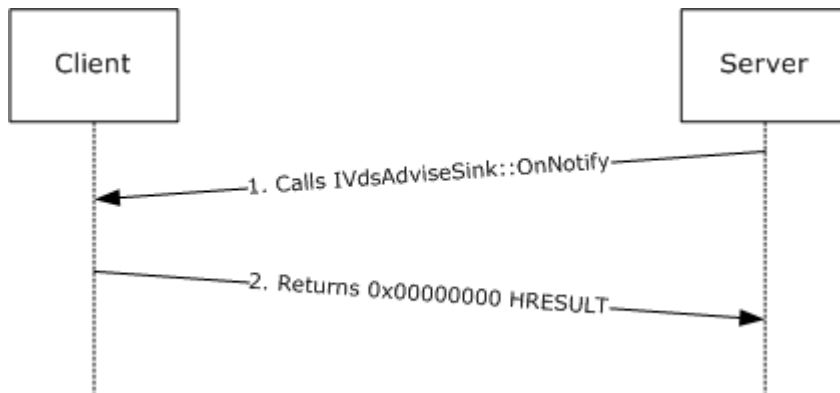 Client
Server
1. Calls IVdsAdviseSink::OnNotify
2. Returns 0x00000000 HRESULT